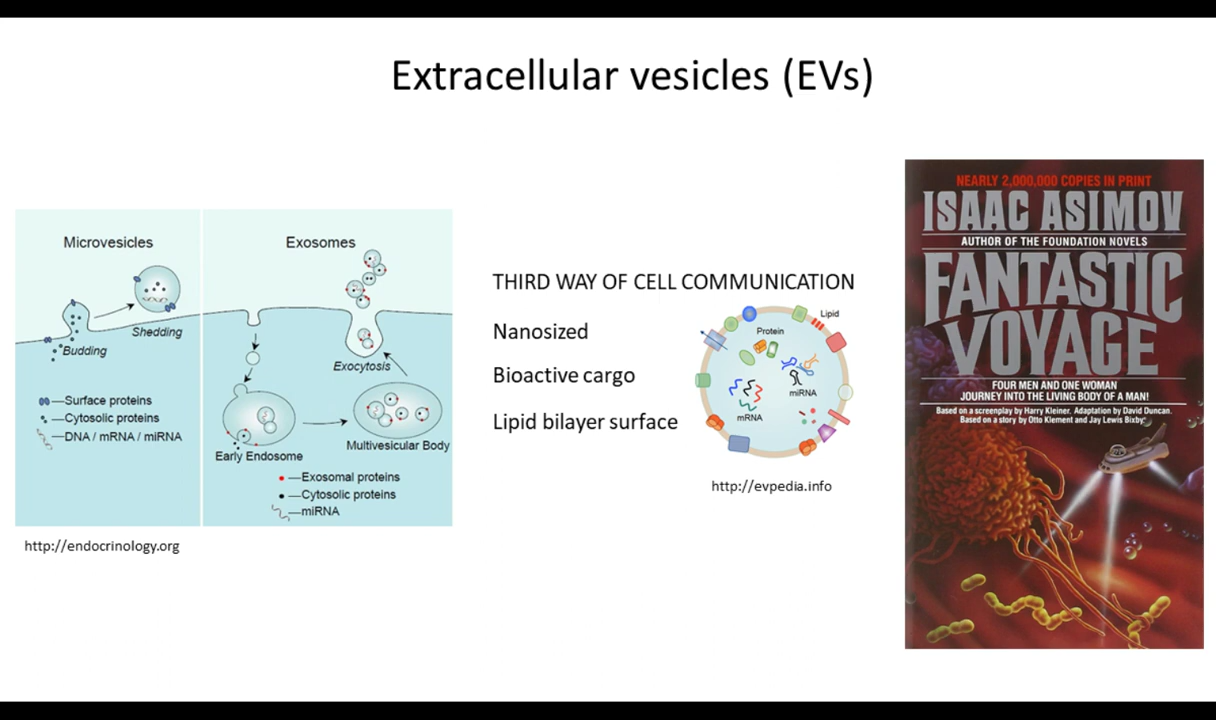 Extracellular vesicles (EVs)
Microvesicles
Shedding
Budding
Surface proteins
Cytosolic proteins
DNA / mRNA / miRNA
Exosomes
Exocytosis
Early Endosome
Multivesicular Body
Exosomal proteins
Cytosolic proteins
miRNA
http://endocrinology.org
THIRD WAY OF CELL COMMUNICATION
Nanosized
Bioactive cargo
Lipid bilayer surface
Lipid
Protein
miRNA
mRNA
http://evpedia.info
NEARLY 2,000,000 COPIES IN PRINT
ISAAC ASIMOV
AUTHOR OF THE FOUNDATION NOVELS
FANTASTIC
VOYAGE
FOUR MEN AND ONE WOMAN
JOURNEY INTO THE LIVING BODY OF A MAN!
Based on a screenplay by Harry Kleiner. Adaptation by David Duncan.
Based on a story by Otto Klement and Jay Lewis Bixby.